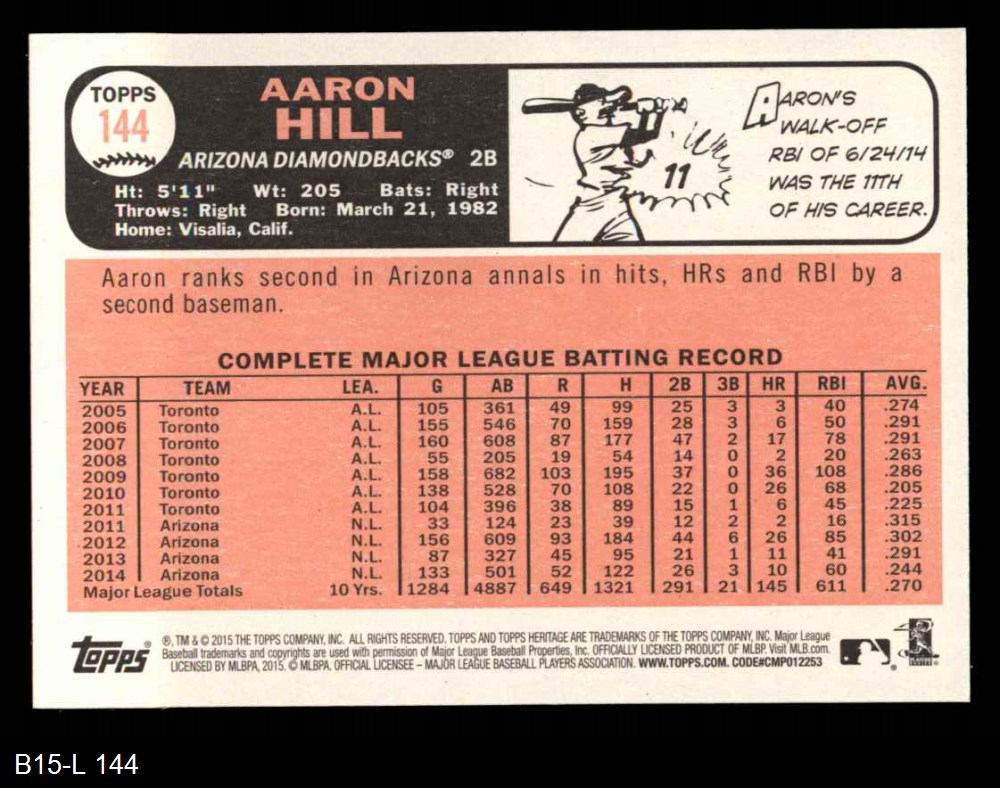 TOPPS
144
AARON
HILL
ARIZONA DIAMONDBACKS® 2B
Ht: 5'11" Wt: 205 Bats: Right
Throws: Right Born: March 21, 1982
Home: Visalia, Calif.
11
AARON'S
WALK-OFF
RBI OF 6/24/14
WAS THE 11TH
OF HIS CAREER.
Aaron ranks second in Arizona annals in hits, HRs and RBI by a
second baseman.
COMPLETE MAJOR LEAGUE BATTING RECORD
YEAR TEAM LEA. G AB R H 2B 3B HR RBI AVG.
2005 Toronto A.L. 105 361 49 99 25 3 3 40 .274
2006 Toronto A.L. 155 546 70 159 28 3 6 50 .291
2007 Toronto A.L. 160 608 87 177 47 2 17 78 .291
2008 Toronto A.L. 55 205 19 54 14 0 2 20 .263
2009 Toronto A.L. 158 682 103 195 37 0 36 108 .286
2010 Toronto A.L. 138 528 70 108 22 0 26 68 .205
2011 Toronto A.L. 104 396 38 89 15 1 6 45 .225
2011 Arizona N.L. 33 124 23 39 12 2 2 16 .315
2012 Arizona N.L. 156 609 93 184 44 6 26 85 .302
2013 Arizona N.L. 87 327 45 95 21 1 11 41 .291
2014 Arizona N.L. 133 501 52 122 26 3 10 60 .244
Major League Totals 10 Yrs. 1284 4887 649 1321 291 21 145 611 .270
Topps®
®, TM & © 2015 THE TOPPS COMPANY, INC. ALL RIGHTS RESERVED. TOPPS AND TOPPS HERITAGE ARE TRADEMARKS OF THE TOPPS COMPANY, INC. Major League
Baseball trademarks and copyrights are used with permission of Major League Baseball Properties, Inc. OFFICIALLY LICENSED PRODUCT OF MLBP. Visit MLB.com.
LICENSED BY MLBPA, 2015. © MLBPA. OFFICIAL LICENSEE – MAJOR LEAGUE BASEBALL PLAYERS ASSOCIATION. WWW.TOPPS.COM. CODE#CMP012253
B15-L 144